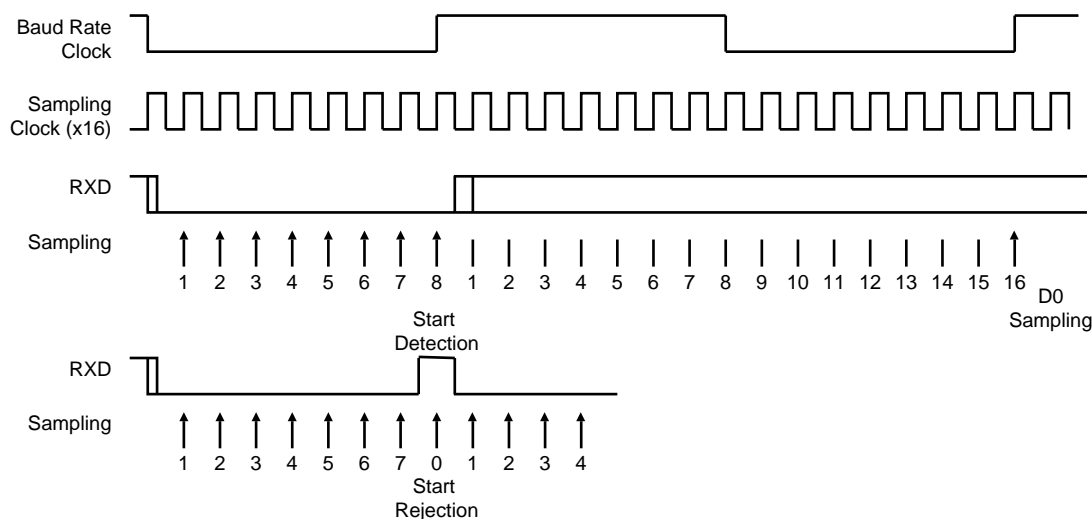 Baud Rate
Clock
Sampling
Clock (x16)
RXD
Sampling
1 2 3 4 5 6 7 8 1 2 3 4 5 6 7 8 9 10 11 12 13 14 15 16
D0
Sampling
Start
Detection
RXD
Sampling
1 2 3 4 5 6 7 0 1 2 3 4
Start
Rejection